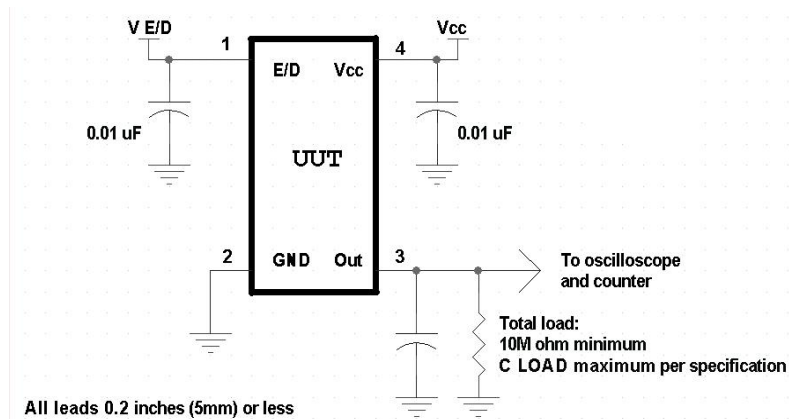 V E/D
Vcc
1
4
E/D
Vcc
0.01 uF
UUT
0.01 uF
2
GND
Out
3
To oscilloscope
and counter
Total load:
10M ohm minimum
C LOAD maximum per specification
All leads 0.2 inches (5mm) or less